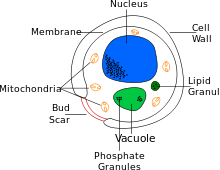 Nucleus
Membrane
Cell
Wall
Mitochondria
Lipid
Granul
Bud
Scar
Vacuole
Phosphate
Granules